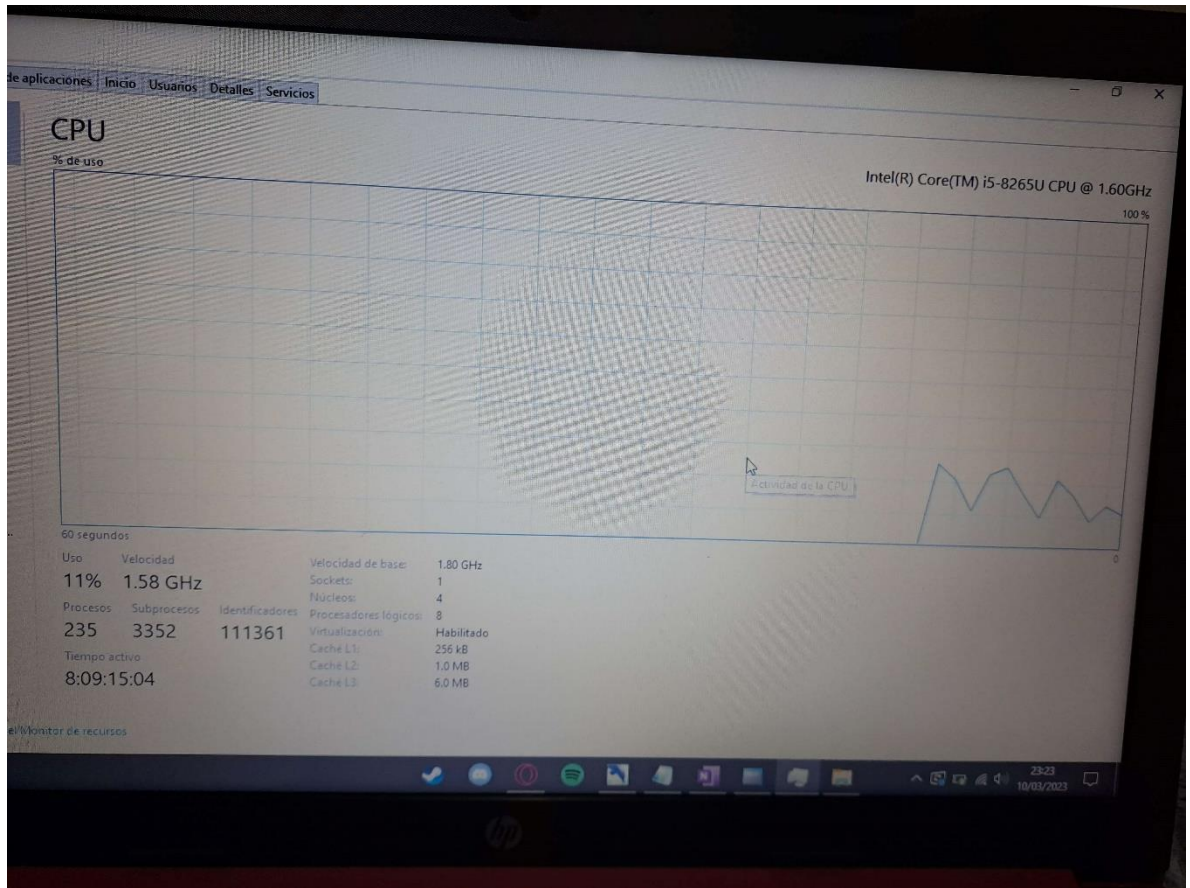 de aplicaciones Inicio Usuarios Detalles Servicios
CPU
% de uso
Intel(R) Core(TM) i5-8265U CPU @ 1.60GHz
100 %
Actividad de la CPU
60 segundos
0
Uso Velocidad
11% 1.58 GHz
Procesos Subprocesos Identificadores
235 3352 111361
Tiempo activo
8:09:15:04
Velocidad de base: 1.80 GHz
Sockets: 1
Núcleos: 4
Procesadores lógicos: 8
Virtualización: Habilitado
Caché L1: 256 kB
Caché L2: 1.0 MB
Caché L3: 6.0 MB
Monitor de recursos
23:23
10/03/2023
hp